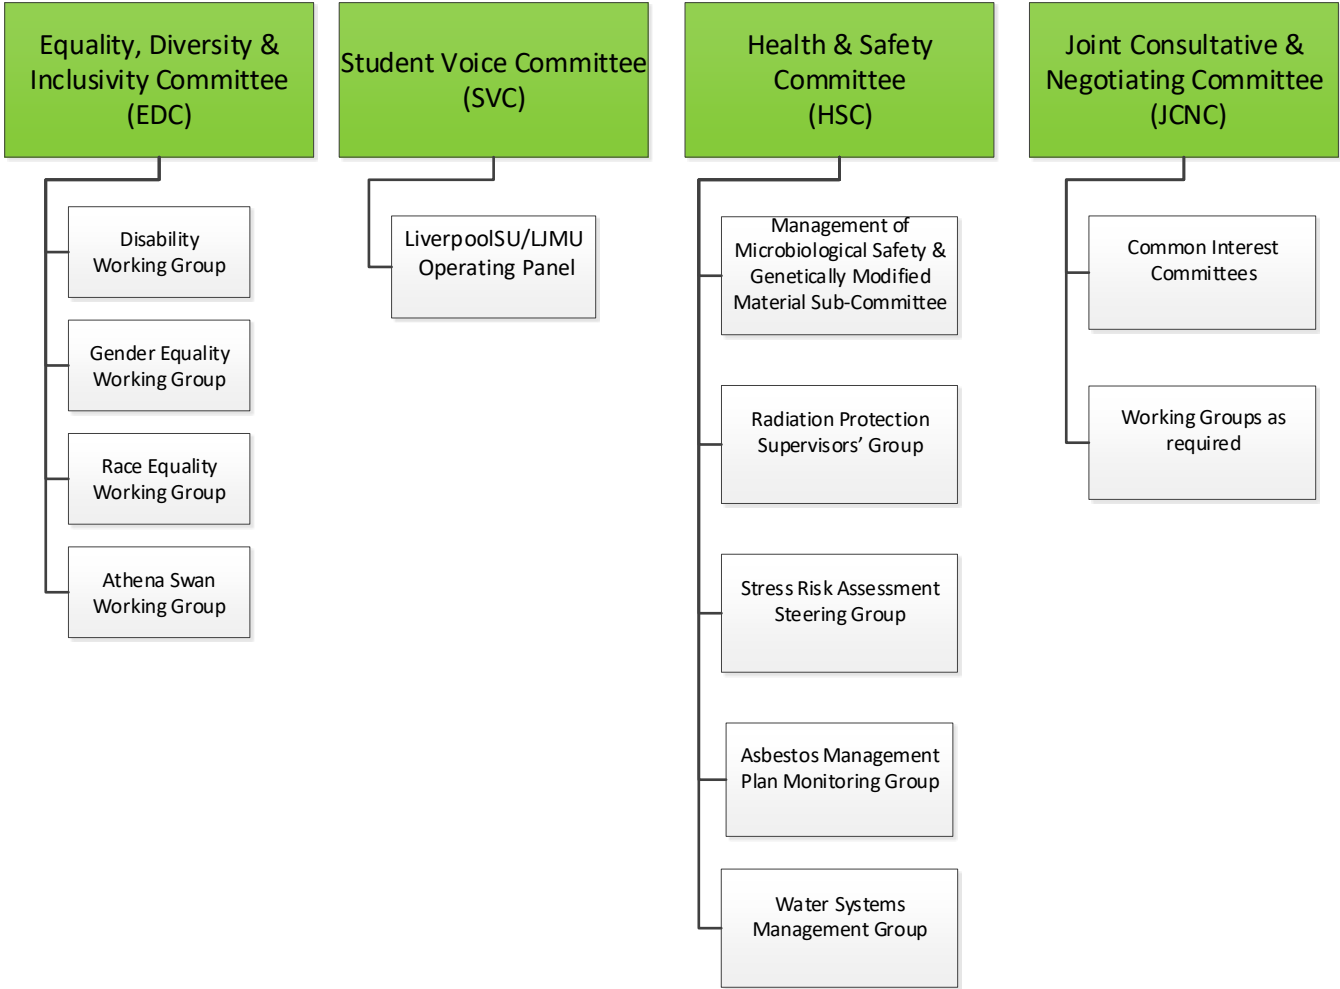 Equality, Diversity &
Inclusivity Committee
(EDC)
Disability
Working Group
Gender Equality
Working Group
Race Equality
Working Group
Athena Swan
Working Group
Student Voice Committee
(SVC)
LiverpoolSU/LJMU
Operating Panel
Health & Safety
Committee
(HSC)
Management of
Microbiological Safety &
Genetically Modified
Material Sub-Committee
Radiation Protection
Supervisors’ Group
Stress Risk Assessment
Steering Group
Asbestos Management
Plan Monitoring Group
Water Systems
Management Group
Joint Consultative &
Negotiating Committee
(JCNC)
Common Interest
Committees
Working Groups as
required